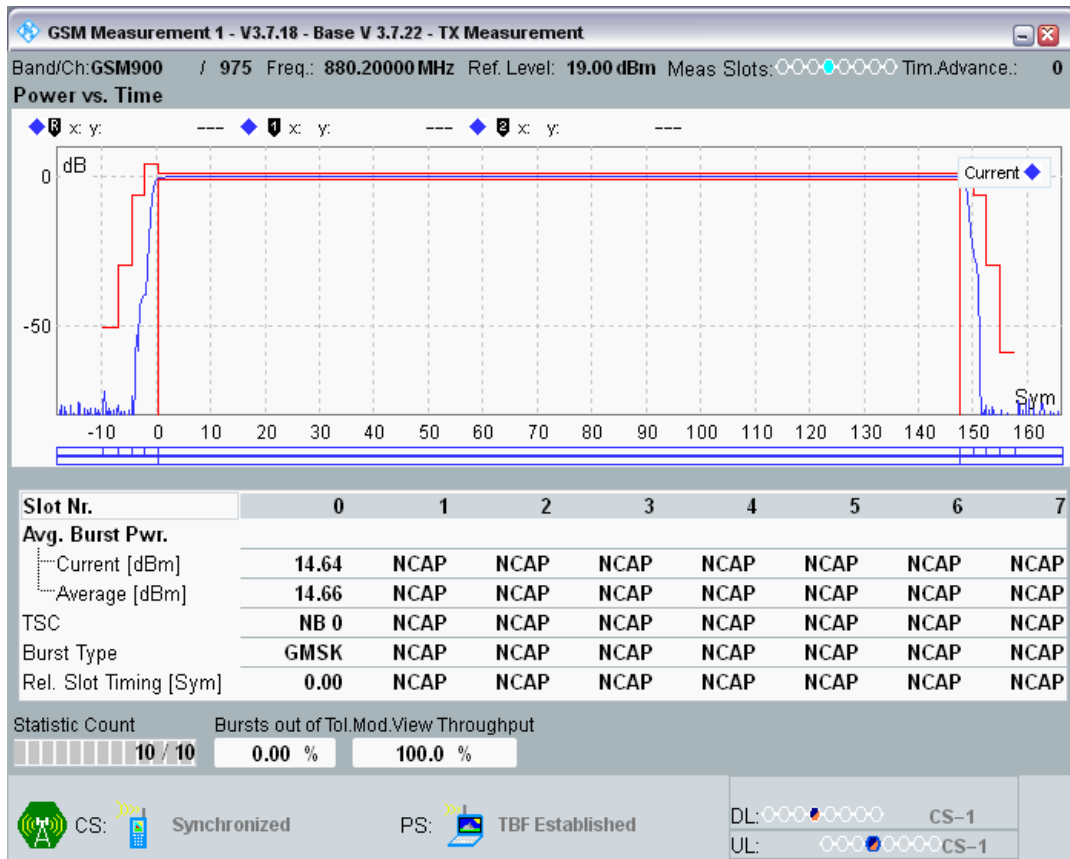 GSM Measurement 1 - V3.7.18 - Base V 3.7.22 - TX Measurement
Band/Ch:GSM900 / 975 Freq.: 880.20000 MHz Ref. Level: 19.00 dBm Meas Slots: Tim.Advance.: 0
Power vs. Time
R x: y: --- 1 x: y: --- 2 x: y: ---
dB
Current
0
-50
Sym
-10 0 10 20 30 40 50 60 70 80 90 100 110 120 130 140 150 160
Slot Nr. 0 1 2 3 4 5 6 7
Avg. Burst Pwr.
Current [dBm] 14.64 NCAP NCAP NCAP NCAP NCAP NCAP NCAP
Average [dBm] 14.66 NCAP NCAP NCAP NCAP NCAP NCAP NCAP
TSC NB 0 NCAP NCAP NCAP NCAP NCAP NCAP NCAP
Burst Type GMSK NCAP NCAP NCAP NCAP NCAP NCAP NCAP
Rel. Slot Timing [Sym] 0.00 NCAP NCAP NCAP NCAP NCAP NCAP NCAP
Statistic Count Bursts out of Tol. Mod.View Throughput
10 / 10 0.00 % 100.0 %
CS: Synchronized PS: TBF Established
DL: CS-1
UL: CS-1